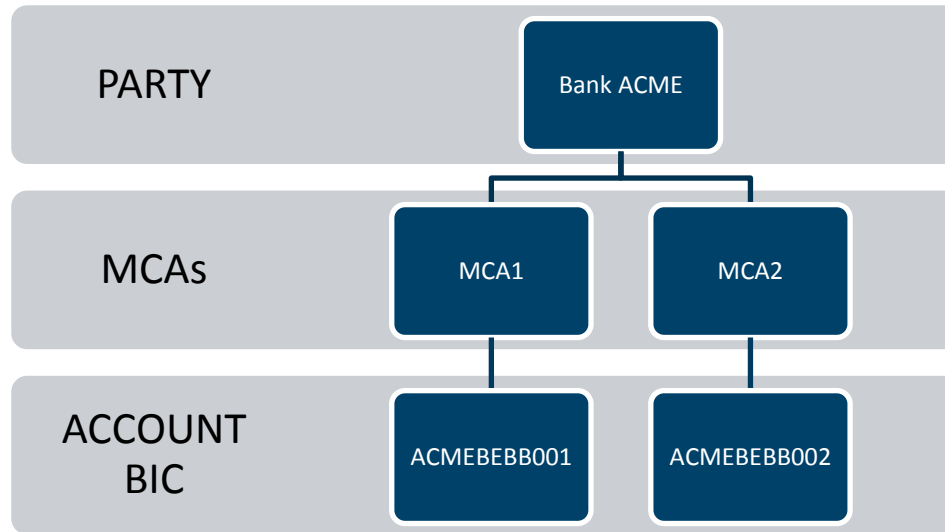 PARTY
Bank ACME
MCAs
MCA1
MCA2
ACCOUNT
BIC
ACMEBEBB001
ACMEBEBB002